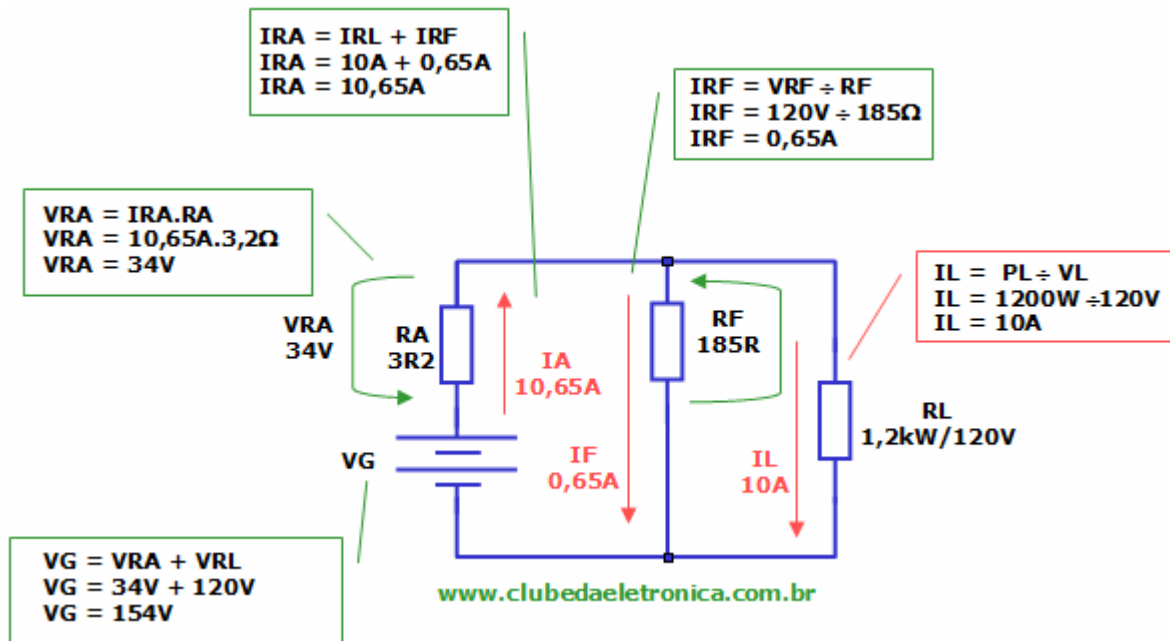 IRA = IRL + IRF
IRA = 10A + 0,65A
IRA = 10,65A
IRF = VRF ÷ RF
IRF = 120V ÷ 185Ω
IRF = 0,65A
VRA = IRA.RA
VRA = 10,65A.3,2Ω
VRA = 34V
IL = PL ÷ VL
IL = 1200W ÷120V
IL = 10A
VRA
34V
RA
3R2
IA
10,65A
RF
185R
RL
1,2kW/120V
VG
IF
0,65A
IL
10A
VG = VRA + VRL
VG = 34V + 120V
VG = 154V
www.clubedaeletronica.com.br